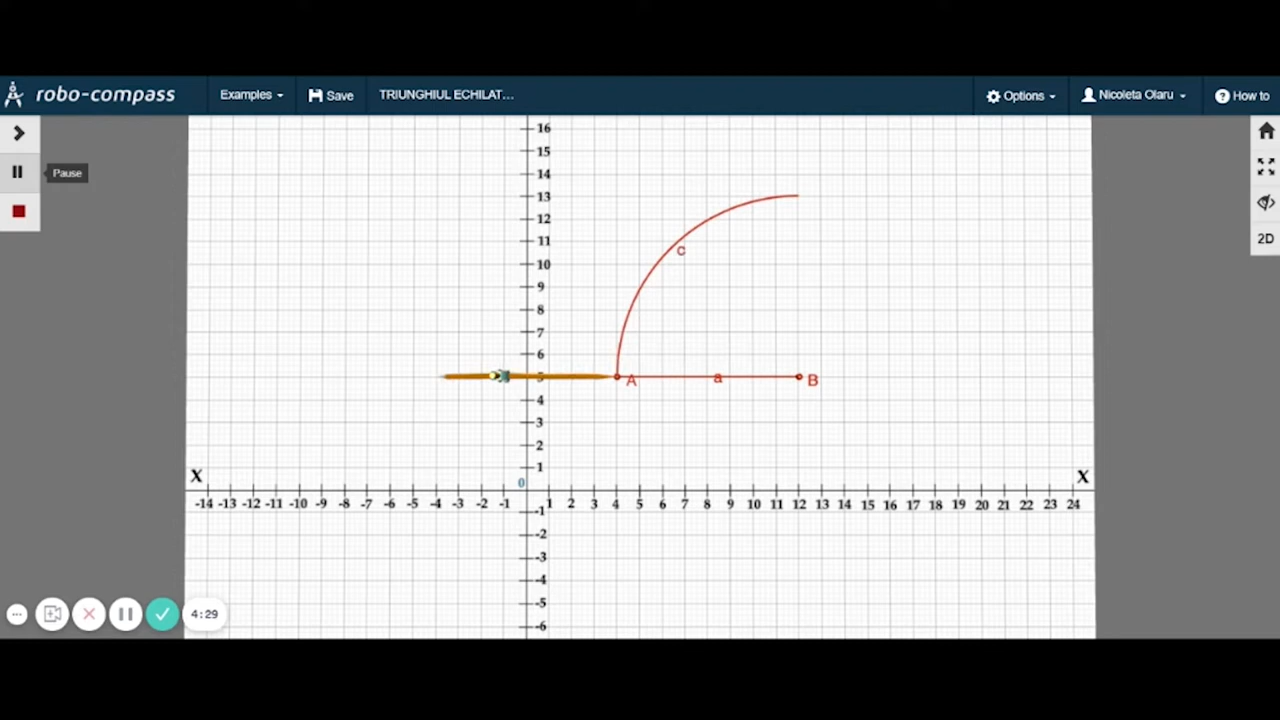 robo-compass
Examples
Save
TRIUNGHIUL ECHILAT...
Options
Nicoleta Olaru
How to
Pause
2D
16
15
14
13
12
11
10
9
8
7
6
5
4
3
2
1
0
-1
-2
-3
-4
-5
-6
c
A
a
B
X
X
-14 -13 -12 -11 -10 -9 -8 -7 -6 -5 -4 -3 -2 -1 1 2 3 4 5 6 7 8 9 10 11 12 13 14 15 16 17 18 19 20 21 22 23 24
4:29